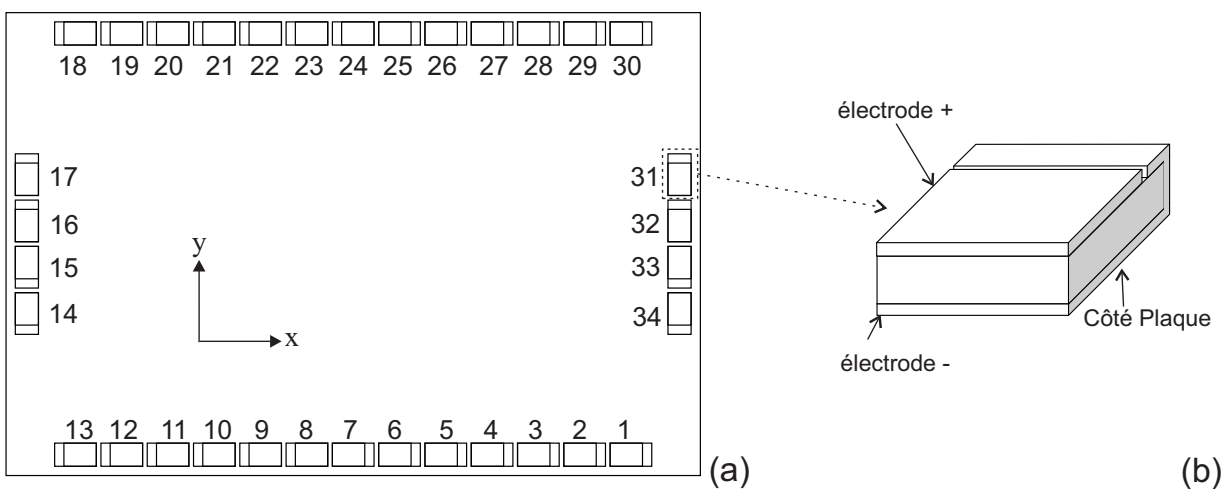 18 19 20 21 22 23 24 25 26 27 28 29 30
électrode +
17
31
16
32
y
15
33
14
34
x
Côté Plaque
électrode -
13 12 11 10 9 8 7 6 5 4 3 2 1
(a)
(b)